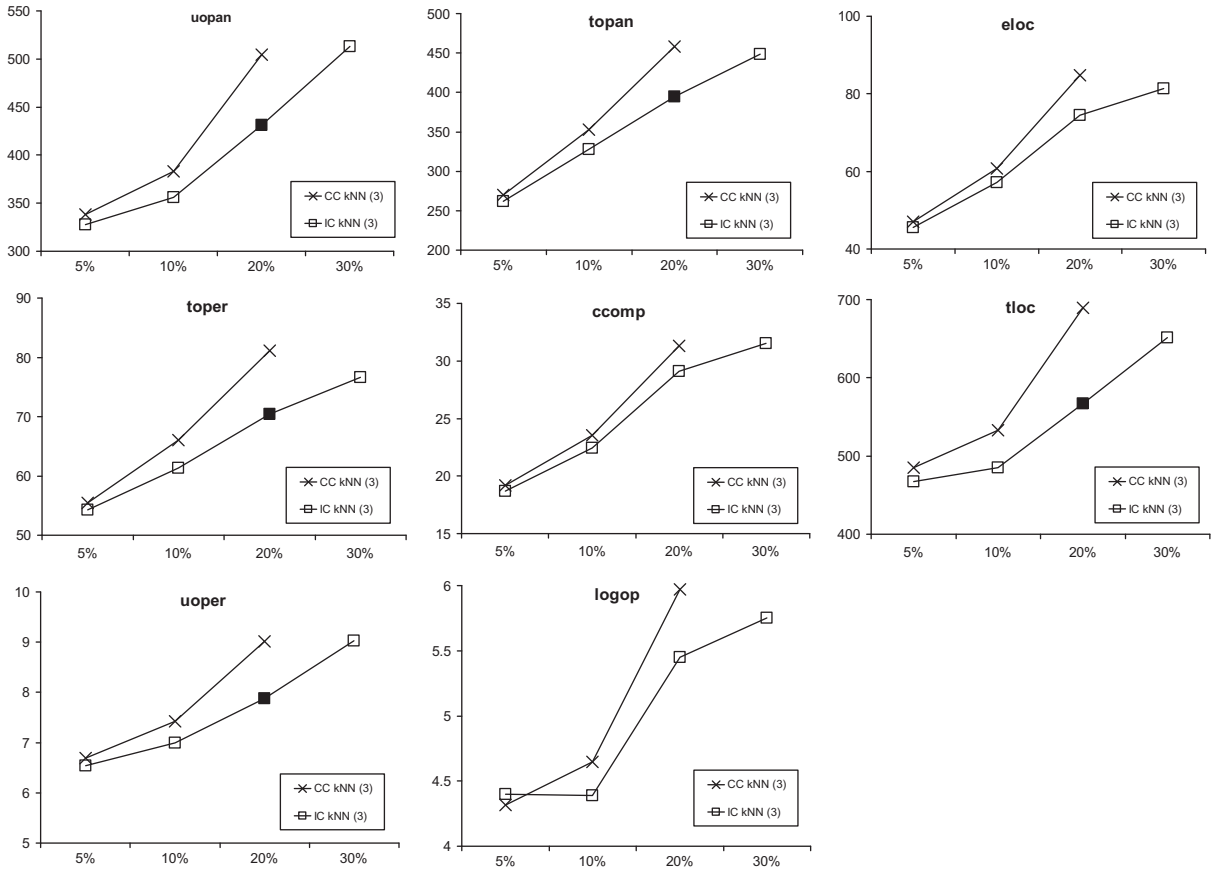 uopan
550
500
450
400
350
300
CC kNN (3)
IC kNN (3)
5% 10% 20% 30%
topan
500
450
400
350
300
250
200
CC kNN (3)
IC kNN (3)
5% 10% 20% 30%
eloc
100
80
60
40
CC kNN (3)
IC kNN (3)
5% 10% 20% 30%
toper
90
80
70
60
50
CC kNN (3)
IC kNN (3)
5% 10% 20% 30%
ccomp
35
30
25
20
15
CC kNN (3)
IC kNN (3)
5% 10% 20% 30%
tloc
700
600
500
400
CC kNN (3)
IC kNN (3)
5% 10% 20% 30%
uoper
10
9
8
7
6
5
CC kNN (3)
IC kNN (3)
5% 10% 20% 30%
logop
6
5.5
5
4.5
4
CC kNN (3)
IC kNN (3)
5% 10% 20% 30%